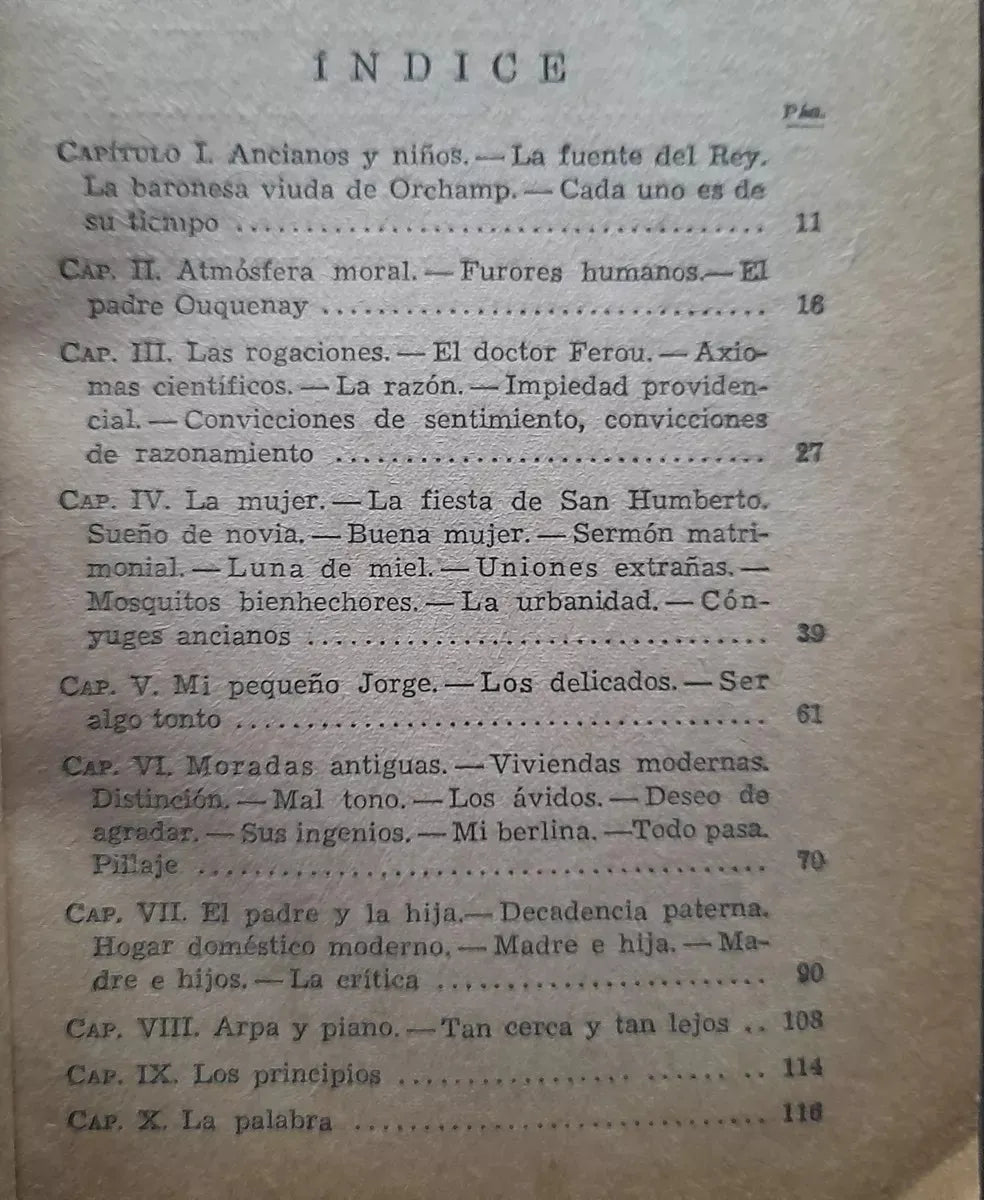 ÍNDICE
Pág.
CAPÍTULO I. Ancianos y niños.—La fuente del Rey.
La baronesa viuda de Orchamp.—Cada uno es de
su tiempo ........................................ 11
CAP. II. Atmósfera moral.—Furores humanos.—El
padre Ouquenay ................................ 16
CAP. III. Las rogaciones.—El doctor Ferou.—Axio-
mas científicos.—La razón.—Impiedad providen-
cial.—Convicciones de sentimiento, convicciones
de razonamiento ............................... 27
CAP. IV. La mujer.—La fiesta de San Humberto.
Sueño de novia.—Buena mujer.—Sermón matri-
monial.—Luna de miel.—Uniones extrañas.—
Mosquitos bienhechores.—La urbanidad.—Cón-
yuges ancianos ................................. 39
CAP. V. Mi pequeño Jorge.—Los delicados.—Ser
algo tonto ...................................... 61
CAP. VI. Moradas antiguas.—Viviendas modernas.
Distinción.—Mal tono.—Los ávidos.—Deseo de
agradar.—Sus ingenios.—Mi berlina.—Todo pasa.
Pillaje ......................................... 70
CAP. VII. El padre y la hija.—Decadencia paterna.
Hogar doméstico moderno.—Madre e hija.—Ma-
dre e hijos.—La crítica ........................ 90
CAP. VIII. Arpa y piano.—Tan cerca y tan lejos .. 108
CAP. IX. Los principios ......................... 114
CAP. X. La palabra .............................. 116